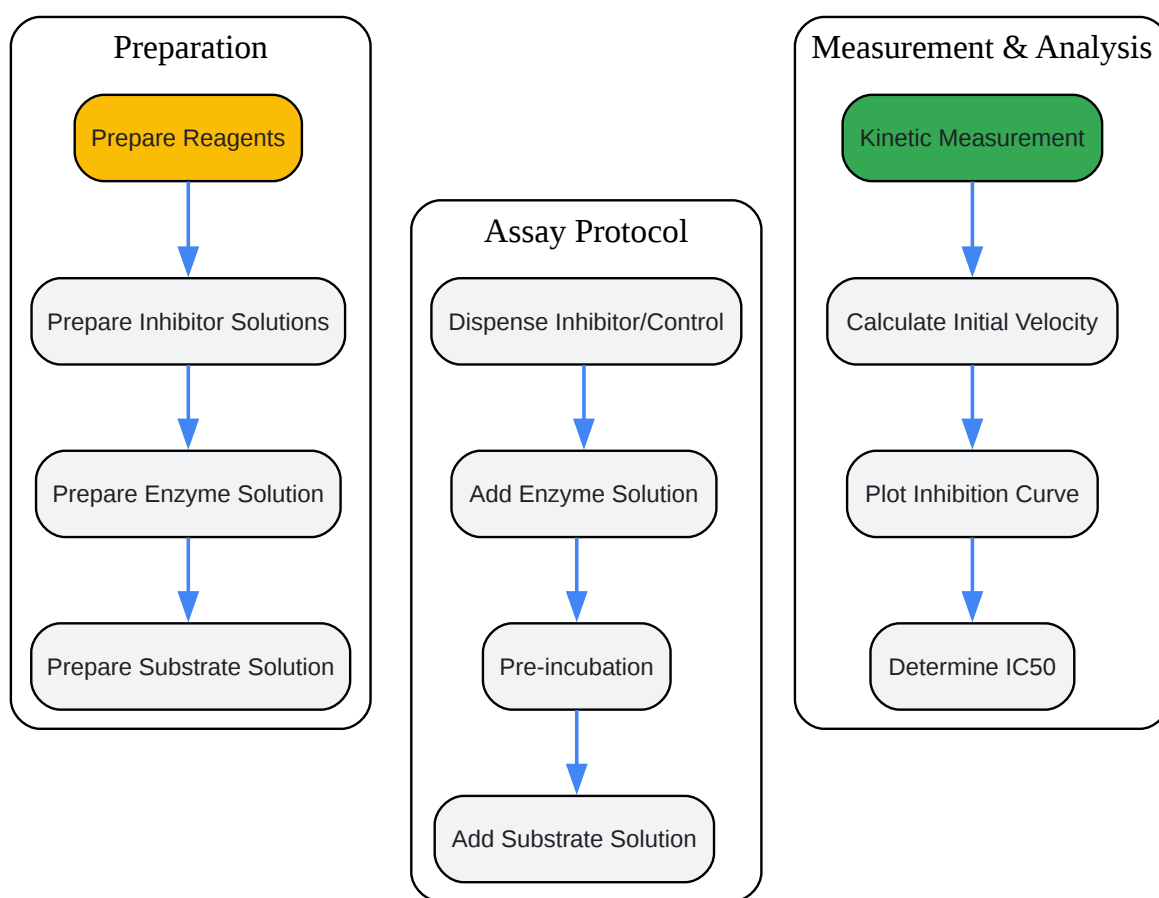 Preparation
Prepare Reagents
Prepare Inhibitor Solutions
Prepare Enzyme Solution
Prepare Substrate Solution
Assay Protocol
Dispense Inhibitor/Control
Add Enzyme Solution
Pre-incubation
Add Substrate Solution
Measurement & Analysis
Kinetic Measurement
Calculate Initial Velocity
Plot Inhibition Curve
Determine IC50